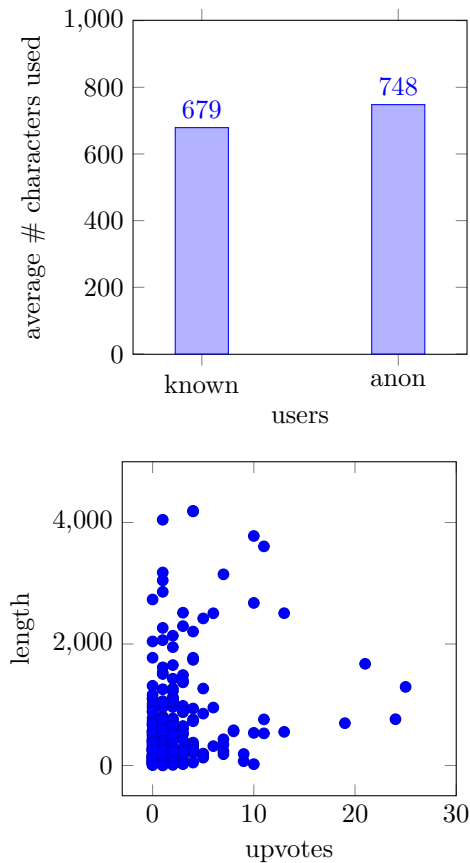 1,000
800
600
400
200
0
average # characters used
679
748
known
anon
users
4,000
2,000
0
length
0
10
20
30
upvotes